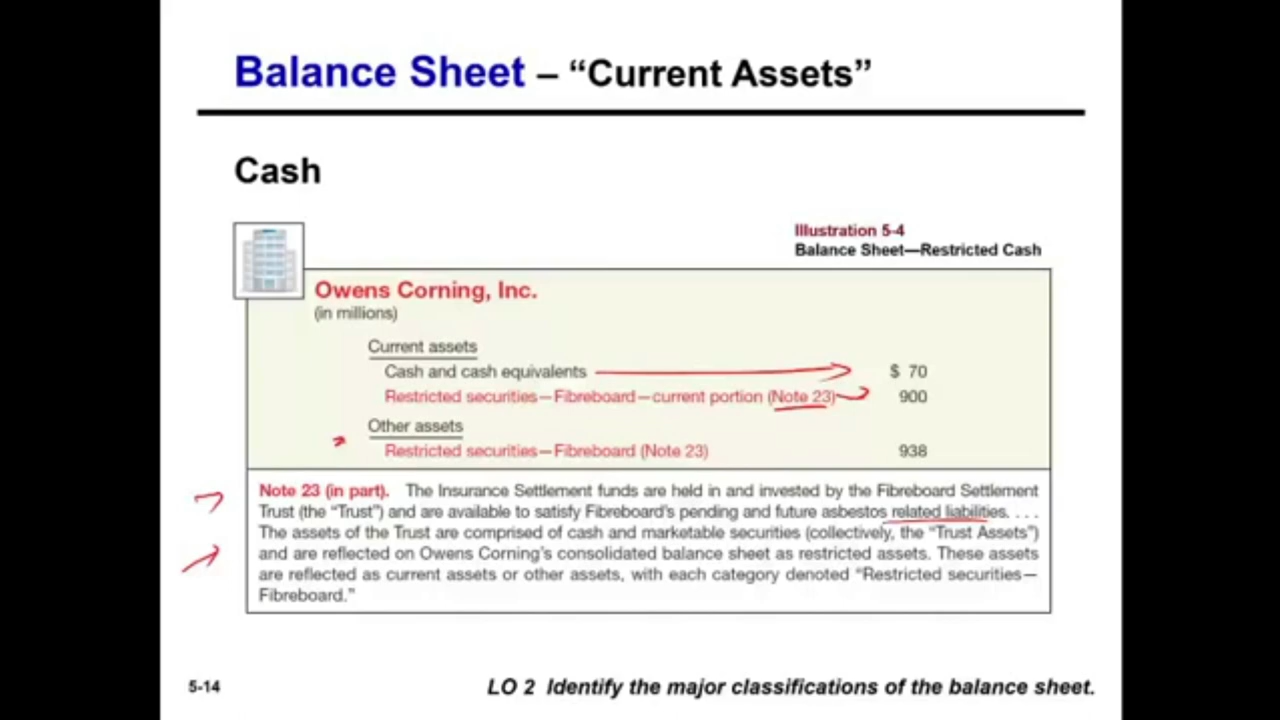 Balance Sheet – “Current Assets”
Cash
Illustration 5-4
Balance Sheet—Restricted Cash
Owens Corning, Inc.
(in millions)
Current assets
Cash and cash equivalents $ 70
Restricted securities—Fibreboard—current portion (Note 23) 900
Other assets
Restricted securities—Fibreboard (Note 23) 938
Note 23 (in part). The Insurance Settlement funds are held in and invested by the Fibreboard Settlement
Trust (the “Trust”) and are available to satisfy Fibreboard’s pending and future asbestos related liabilities. . . .
The assets of the Trust are comprised of cash and marketable securities (collectively, the “Trust Assets”)
and are reflected on Owens Corning’s consolidated balance sheet as restricted assets. These assets
are reflected as current assets or other assets, with each category denoted “Restricted securities—
Fibreboard.”
5-14
LO 2 Identify the major classifications of the balance sheet.